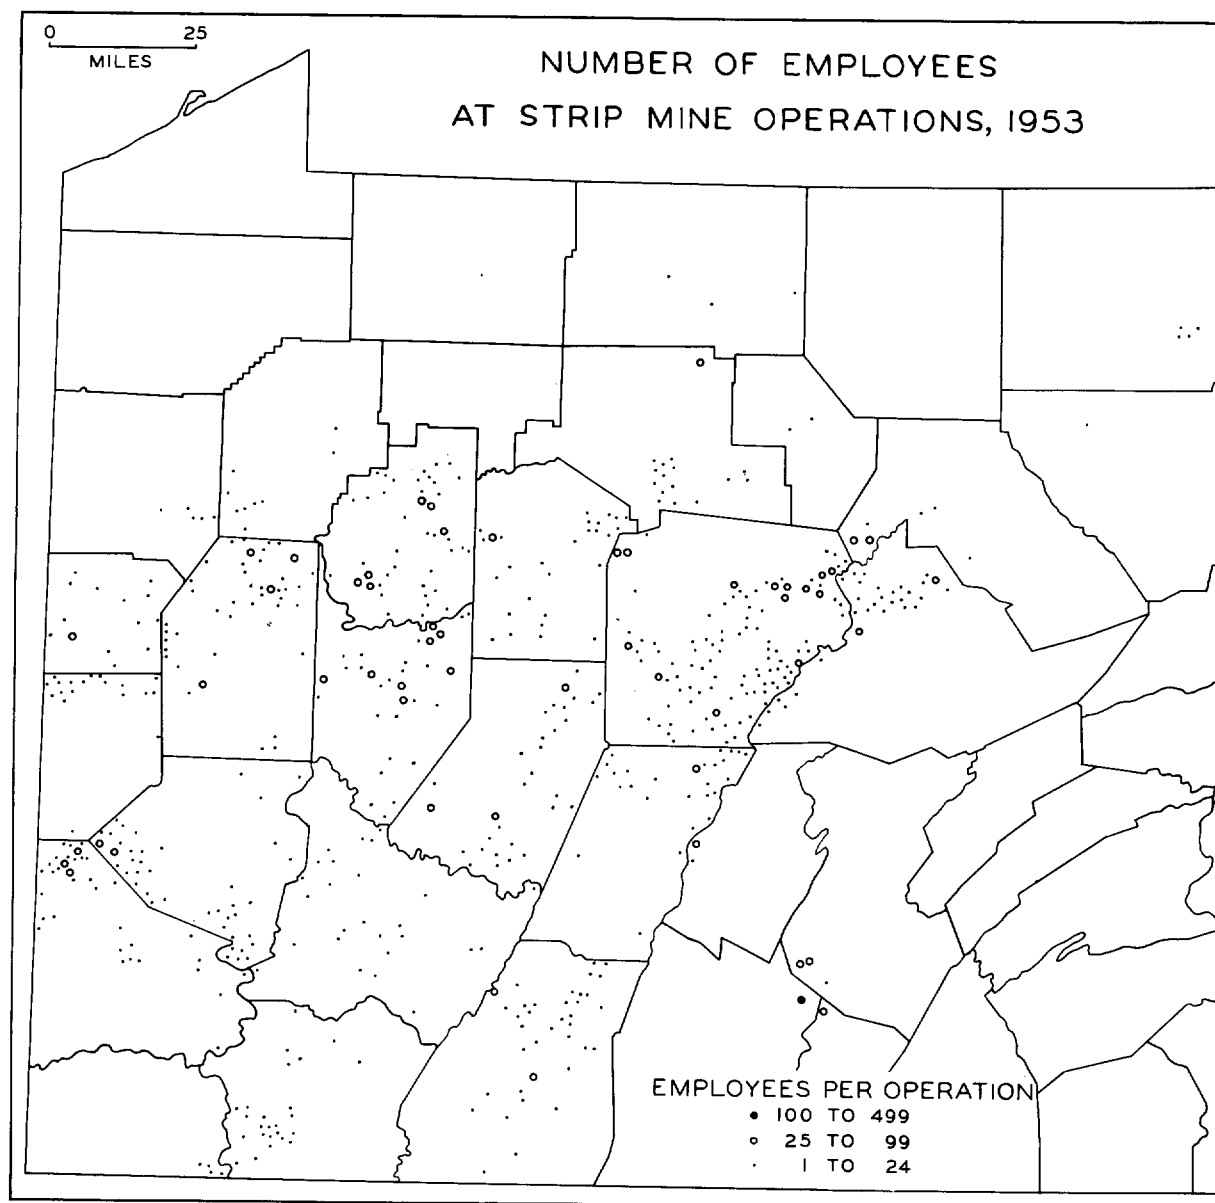 0 25
MILES
NUMBER OF EMPLOYEES
AT STRIP MINE OPERATIONS, 1953
EMPLOYEES PER OPERATION
100 TO 499
25 TO 99
1 TO 24